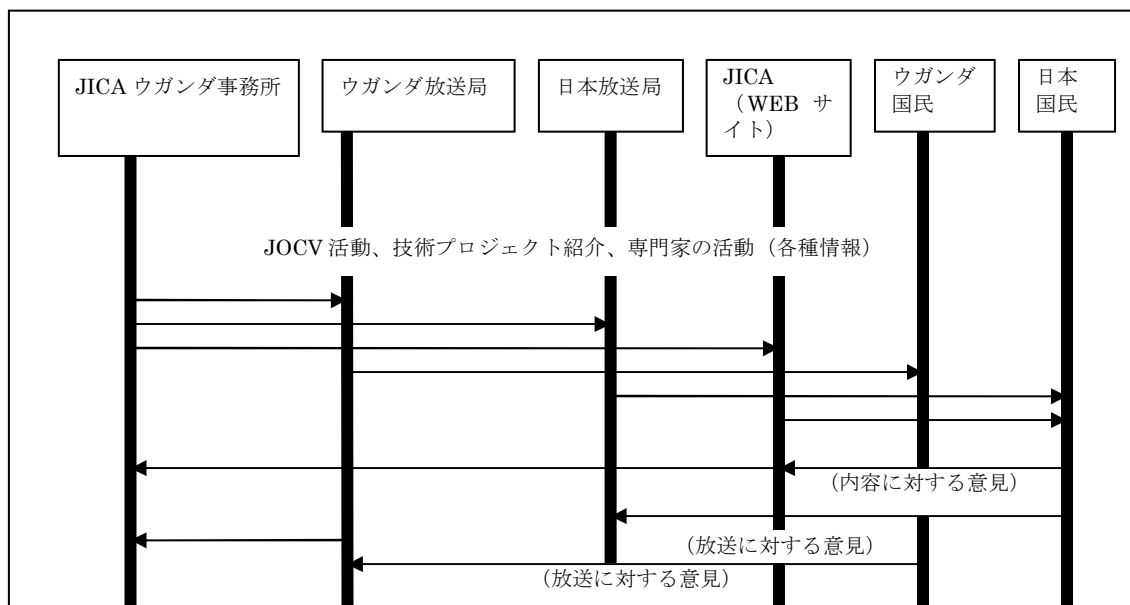 JICA ウガンダ事務所
ウガンダ放送局
日本放送局
JICA
（WEB サ
イト）
ウガンダ
国民
日本
国民
JOCV 活動、技術プロジェクト紹介、専門家の活動（各種情報）
（内容に対する意見）
（放送に対する意見）
（放送に対する意見）